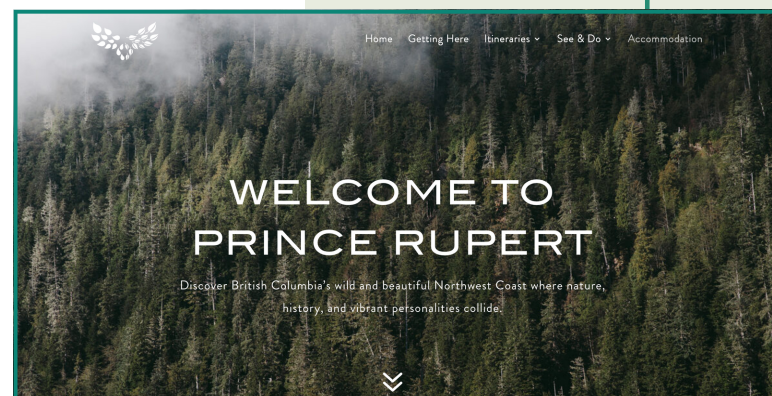 Home Getting Here Itineraries See & Do Accommodation
WELCOME TO
PRINCE RUPERT
Discover British Columbia's wild and beautiful Northwest Coast where nature,
history, and vibrant personalities collide.